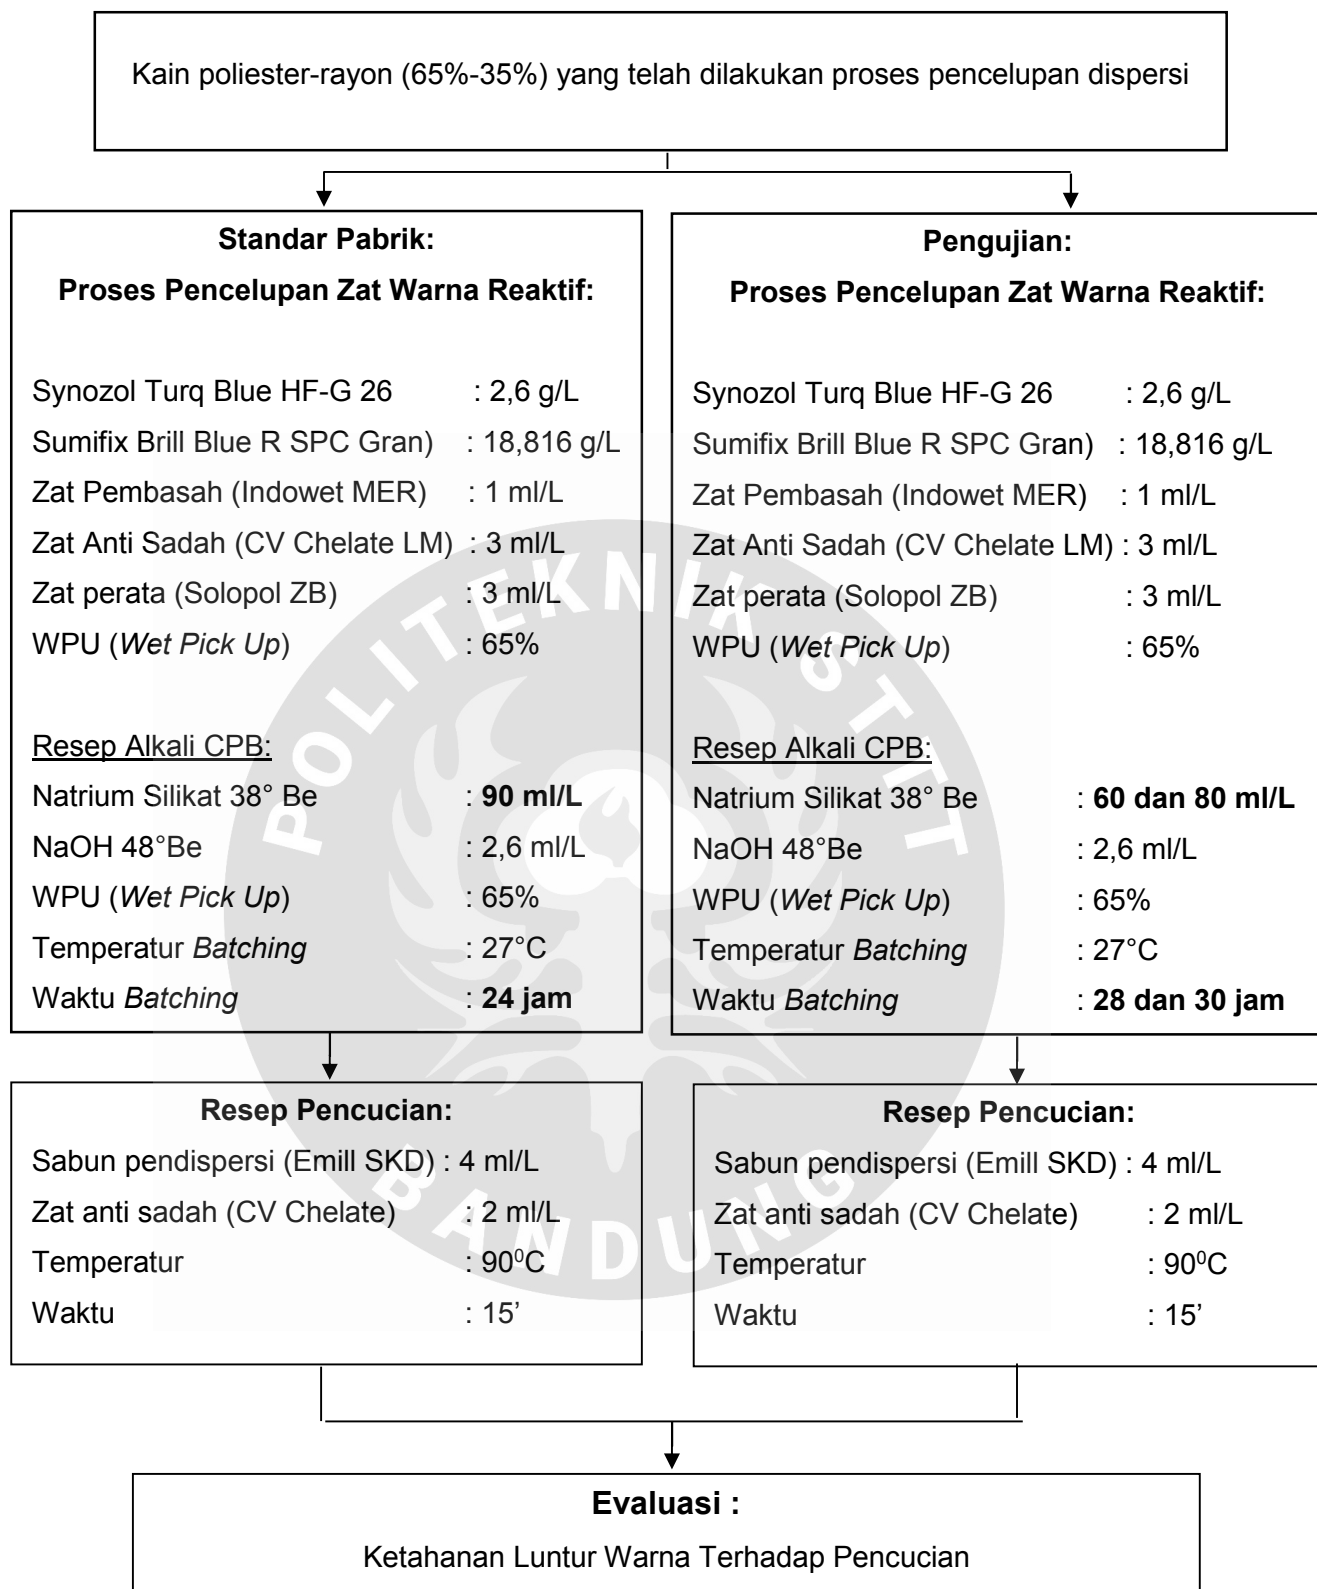 Kain poliester-rayon (65%-35%) yang telah dilakukan proses pencelupan dispersi
Standar Pabrik:
Proses Pencelupan Zat Warna Reaktif:
Synozol Turq Blue HF-G 26 : 2,6 g/L
Sumifix Brill Blue R SPC Gran) : 18,816 g/L
Zat Pembasah (Indowet MER) : 1 ml/L
Zat Anti Sadah (CV Chelate LM) : 3 ml/L
Zat perata (Solopol ZB) : 3 ml/L
WPU (Wet Pick Up) : 65%
Resep Alkali CPB:
Natrium Silikat 38° Be : 90 ml/L
NaOH 48°Be : 2,6 ml/L
WPU (Wet Pick Up) : 65%
Temperatur Batching : 27°C
Waktu Batching : 24 jam
Pengujian:
Proses Pencelupan Zat Warna Reaktif:
Synozol Turq Blue HF-G 26 : 2,6 g/L
Sumifix Brill Blue R SPC Gran) : 18,816 g/L
Zat Pembasah (Indowet MER) : 1 ml/L
Zat Anti Sadah (CV Chelate LM) : 3 ml/L
Zat perata (Solopol ZB) : 3 ml/L
WPU (Wet Pick Up) : 65%
Resep Alkali CPB:
Natrium Silikat 38° Be : 60 dan 80 ml/L
NaOH 48°Be : 2,6 ml/L
WPU (Wet Pick Up) : 65%
Temperatur Batching : 27°C
Waktu Batching : 28 dan 30 jam
Resep Pencucian:
Sabun pendispersi (Emill SKD) : 4 ml/L
Zat anti sadah (CV Chelate) : 2 ml/L
Temperatur : 90⁰C
Waktu : 15’
Resep Pencucian:
Sabun pendispersi (Emill SKD) : 4 ml/L
Zat anti sadah (CV Chelate) : 2 ml/L
Temperatur : 90⁰C
Waktu : 15’
Evaluasi :
Ketahanan Luntur Warna Terhadap Pencucian
POLITEKNIK STTT
BANDUNG